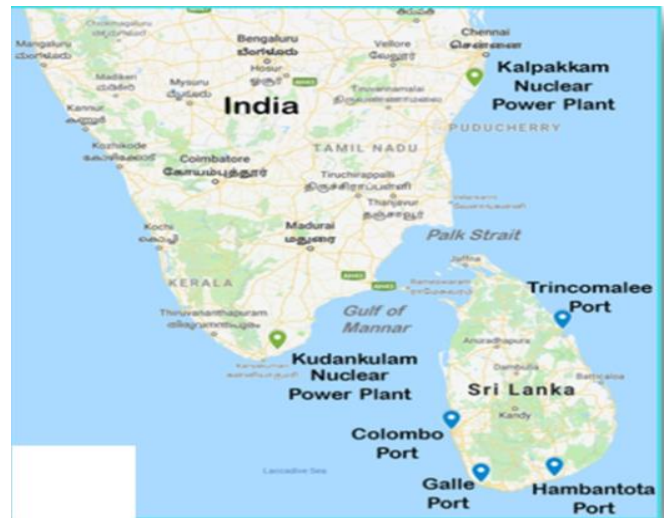 Mangaluru
Bengaluru
ಬೆಂಗಳೂರು
Hosur
Vellore
Chennai
சென்னை
Kalpakkam
Nuclear
Power Plant
Mysuru
ಮೈಸೂರು
India
PUDUCHERRY
Kannur
Kozhikode
Coimbatore
கோயம்புத்தூர்
TAMIL NADU
Tiruchirappalli
திருச்சிராப்பள்ளி
Thanjavur
தஞ்சாவூர்
Kochi
കൊച്ചി
Madurai
மதுரை
Palk Strait
Jaffna
KERALA
Rameswaram
Trincomalee
Port
Thiruvananthapuram
Gulf of
Mannar
Anuradhapura
Kudankulam
Nuclear
Power Plant
Dambulla
Batticaloa
Sri Lanka
Kandy
Colombo
Port
Laccadive Sea
Galle
Port
Hambantota
Port